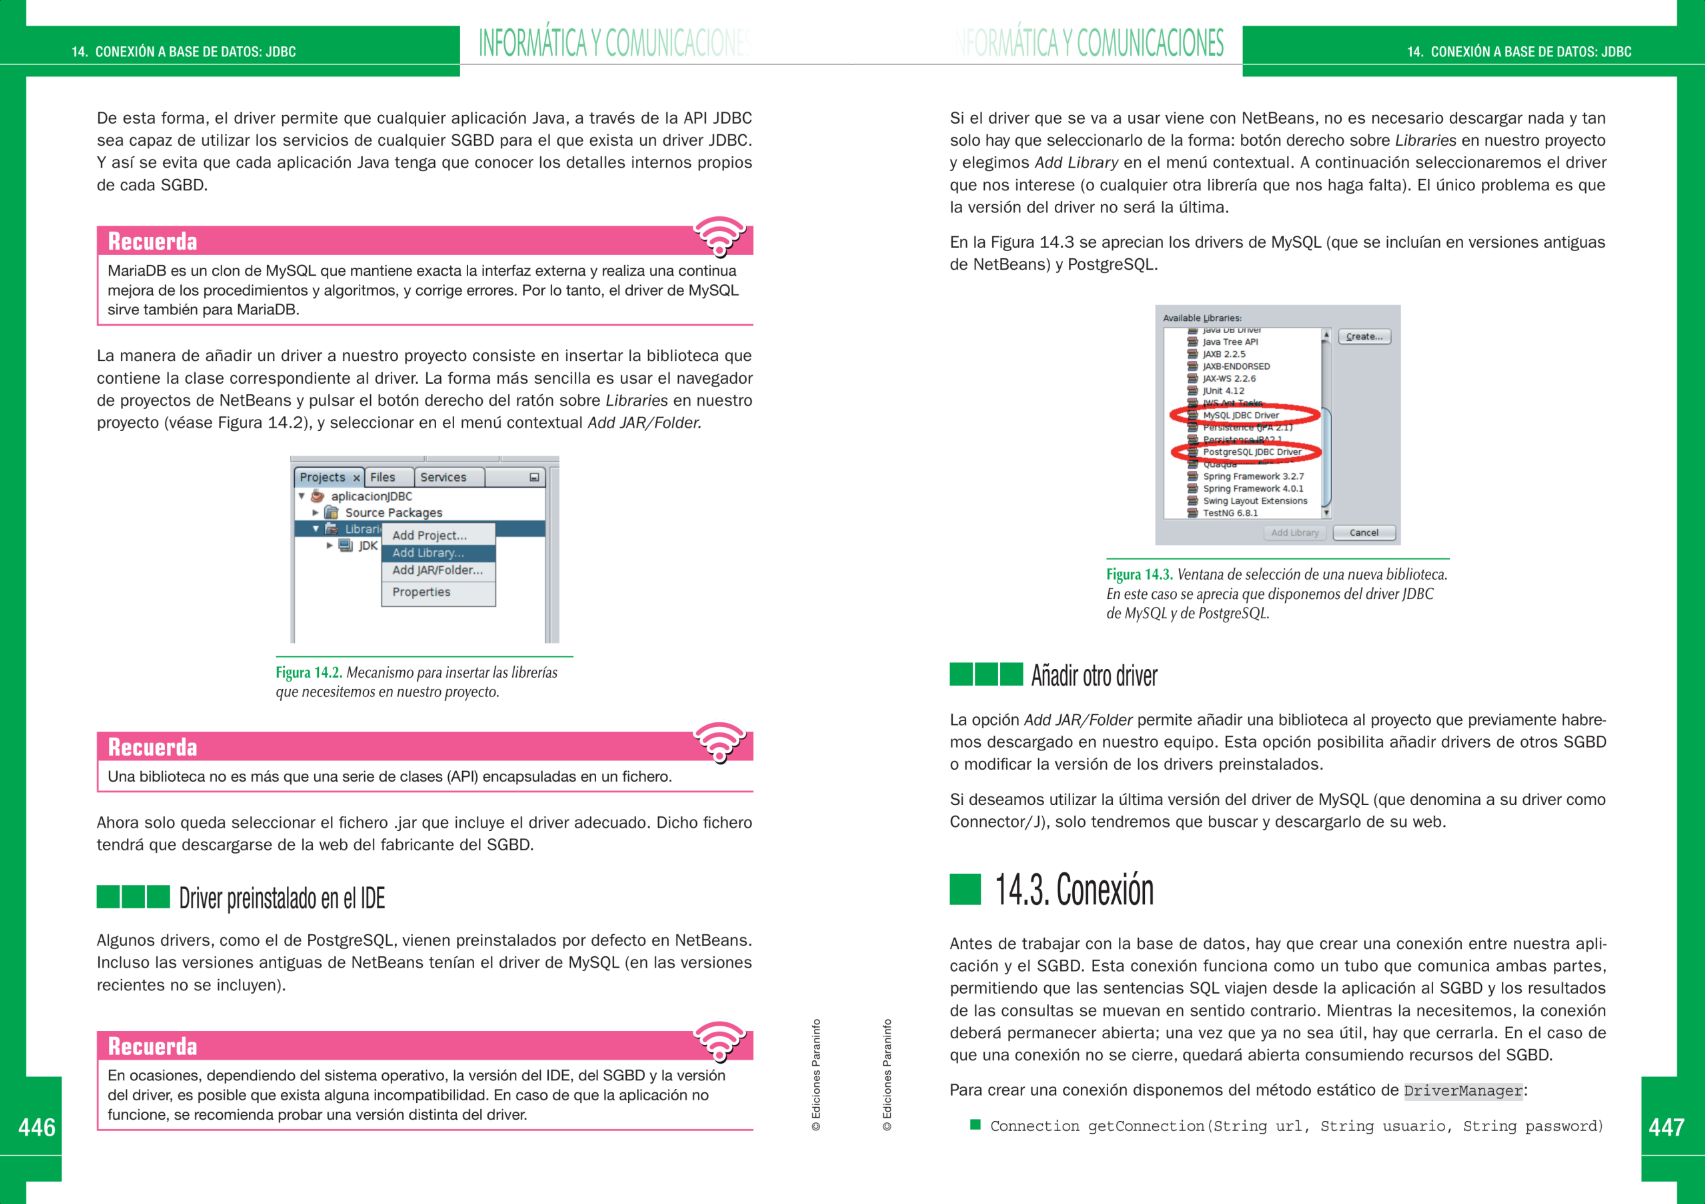 14. CONEXIÓN A BASE DE DATOS: JDBC
INFORMÁTICA Y COMUNICACIONES
De esta forma, el driver permite que cualquier aplicación Java, a través de la API JDBC
sea capaz de utilizar los servicios de cualquier SGBD para el que exista un driver JDBC.
Y así se evita que cada aplicación Java tenga que conocer los detalles internos propios
de cada SGBD.
Recuerda
MariaDB es un clon de MySQL que mantiene exacta la interfaz externa y realiza una continua
mejora de los procedimientos y algoritmos, y corrige errores. Por lo tanto, el driver de MySQL
sirve también para MariaDB.
La manera de añadir un driver a nuestro proyecto consiste en insertar la biblioteca que
contiene la clase correspondiente al driver. La forma más sencilla es usar el navegador
de proyectos de NetBeans y pulsar el botón derecho del ratón sobre Libraries en nuestro
proyecto (véase Figura 14.2), y seleccionar en el menú contextual Add JAR/Folder.
Projects x Files Services
aplicacionJDBC
Source Packages
Librari
JDK
Add Project...
Add Library...
Add JAR/Folder...
Properties
Figura 14.2. Mecanismo para insertar las librerías
que necesitemos en nuestro proyecto.
Recuerda
Una biblioteca no es más que una serie de clases (API) encapsuladas en un fichero.
Ahora solo queda seleccionar el fichero .jar que incluye el driver adecuado. Dicho fichero
tendrá que descargarse de la web del fabricante del SGBD.
Driver preinstalado en el IDE
Algunos drivers, como el de PostgreSQL, vienen preinstalados por defecto en NetBeans.
Incluso las versiones antiguas de NetBeans tenían el driver de MySQL (en las versiones
recientes no se incluyen).
Recuerda
En ocasiones, dependiendo del sistema operativo, la versión del IDE, del SGBD y la versión
del driver, es posible que exista alguna incompatibilidad. En caso de que la aplicación no
funcione, se recomienda probar una versión distinta del driver.
446
© Ediciones Paraninfo
INFORMÁTICA Y COMUNICACIONES
14. CONEXIÓN A BASE DE DATOS: JDBC
Si el driver que se va a usar viene con NetBeans, no es necesario descargar nada y tan
solo hay que seleccionarlo de la forma: botón derecho sobre Libraries en nuestro proyecto
y elegimos Add Library en el menú contextual. A continuación seleccionaremos el driver
que nos interese (o cualquier otra librería que nos haga falta). El único problema es que
la versión del driver no será la última.
En la Figura 14.3 se aprecian los drivers de MySQL (que se incluían en versiones antiguas
de NetBeans) y PostgreSQL.
Available Libraries:
Java DB Driver
Java Tree API
JAXB 2.2.5
JAXB-ENDORSED
JAX-WS 2.2.6
JUnit 4.12
JWS Ant Tasks
MySQL JDBC Driver
Persistence (JPA 2.1)
PostgreSQL JDBC Driver
Quaqua
Spring Framework 3.2.7
Spring Framework 4.0.1
Swing Layout Extensions
TestNG 6.8.1
Create...
Add Library
Cancel
Figura 14.3. Ventana de selección de una nueva biblioteca.
En este caso se aprecia que disponemos del driver JDBC
de MySQL y de PostgreSQL.
Añadir otro driver
La opción Add JAR/Folder permite añadir una biblioteca al proyecto que previamente habre-
mos descargado en nuestro equipo. Esta opción posibilita añadir drivers de otros SGBD
o modificar la versión de los drivers preinstalados.
Si deseamos utilizar la última versión del driver de MySQL (que denomina a su driver como
Connector/J), solo tendremos que buscar y descargarlo de su web.
14.3. Conexión
Antes de trabajar con la base de datos, hay que crear una conexión entre nuestra apli-
cación y el SGBD. Esta conexión funciona como un tubo que comunica ambas partes,
permitiendo que las sentencias SQL viajen desde la aplicación al SGBD y los resultados
de las consultas se muevan en sentido contrario. Mientras la necesitemos, la conexión
deberá permanecer abierta; una vez que ya no sea útil, hay que cerrarla. En el caso de
que una conexión no se cierre, quedará abierta consumiendo recursos del SGBD.
Para crear una conexión disponemos del método estático de DriverManager:
Connection getConnection(String url, String usuario, String password)
© Ediciones Paraninfo
447